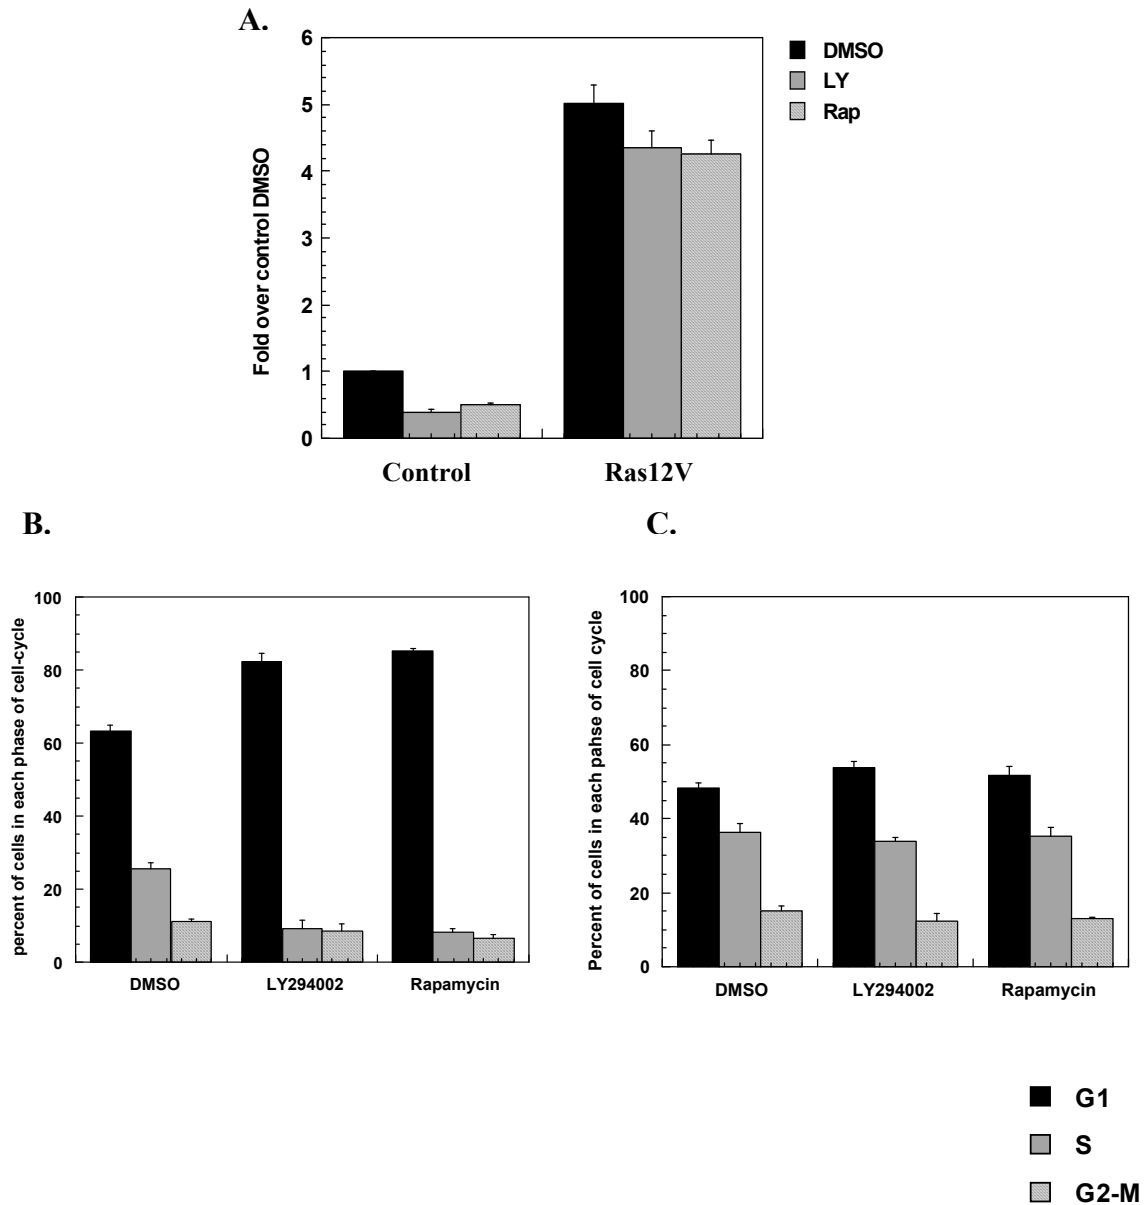 A.
Fold over control DMSO
6
5
4
3
2
1
0
Control
Ras12V
DMSO
LY
Rap
B.
percent of cells in each phase of cell-cycle
100
80
60
40
20
0
DMSO
LY294002
Rapamycin
C.
Percent of cells in each pahse of cell cycle
100
80
60
40
20
0
DMSO
LY294002
Rapamycin
G1
S
G2-M